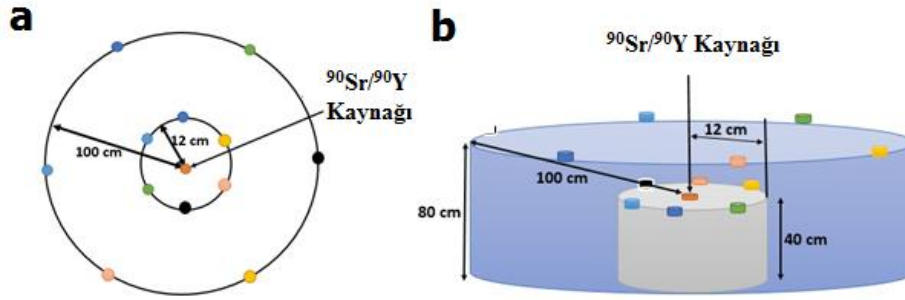 a
⁹⁰Sr/⁹⁰Y
Kaynağı
12 cm
100 cm
b
⁹⁰Sr/⁹⁰Y Kaynağı
12 cm
100 cm
80 cm
40 cm